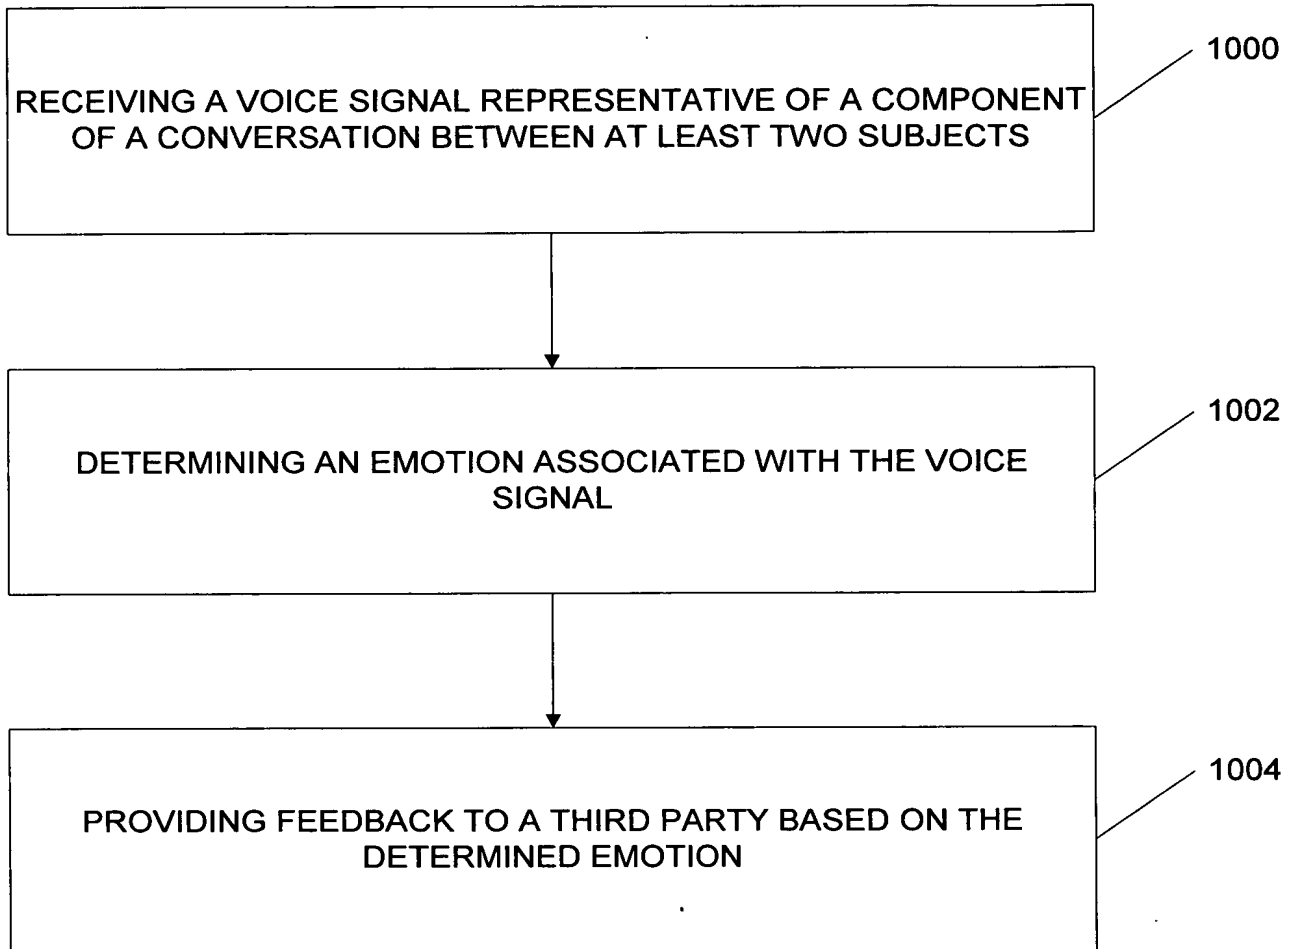 1000
RECEIVING A VOICE SIGNAL REPRESENTATIVE OF A COMPONENT
OF A CONVERSATION BETWEEN AT LEAST TWO SUBJECTS
1002
DETERMINING AN EMOTION ASSOCIATED WITH THE VOICE
SIGNAL
1004
PROVIDING FEEDBACK TO A THIRD PARTY BASED ON THE
DETERMINED EMOTION